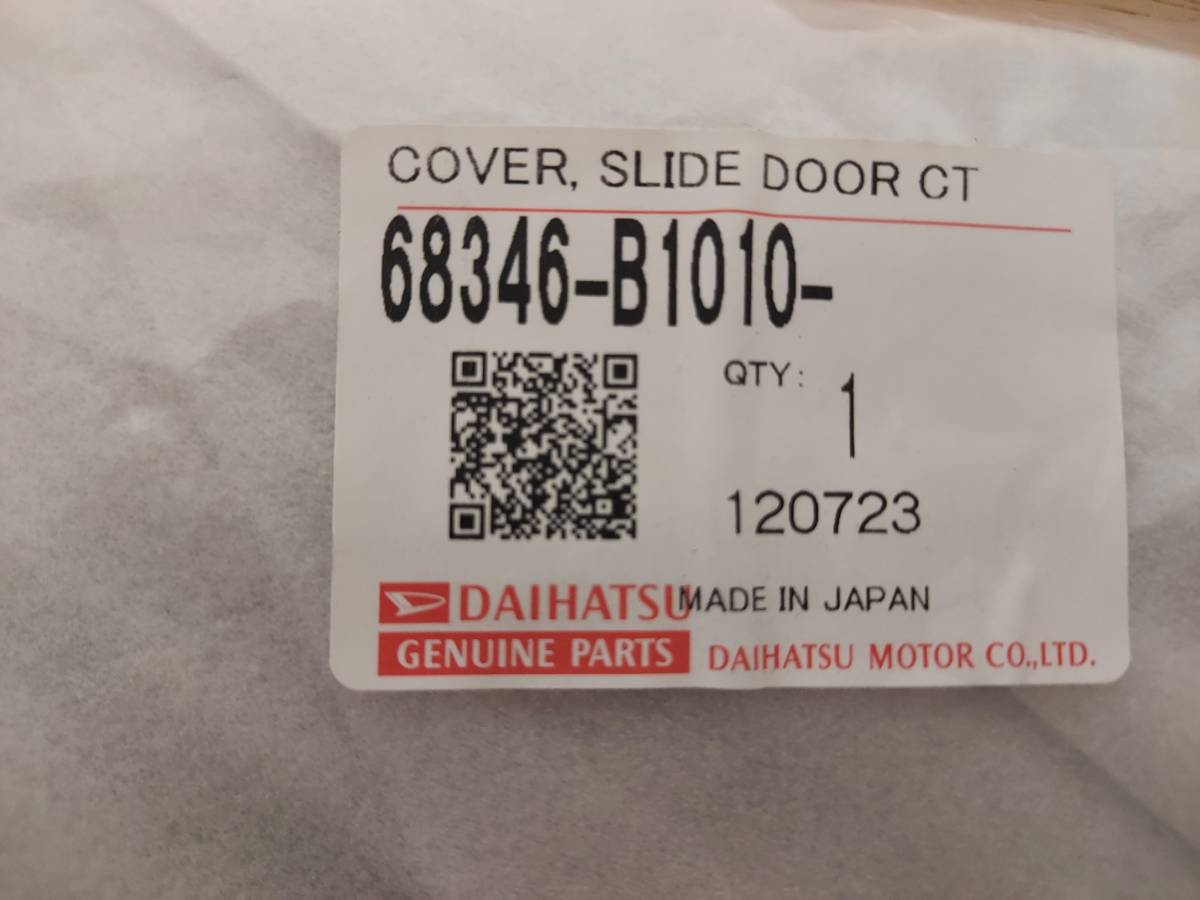 COVER, SLIDE DOOR CT
68346-B1010-
QTY: 1
120723
DAIHATSU MADE IN JAPAN
GENUINE PARTS DAIHATSU MOTOR CO.,LTD.